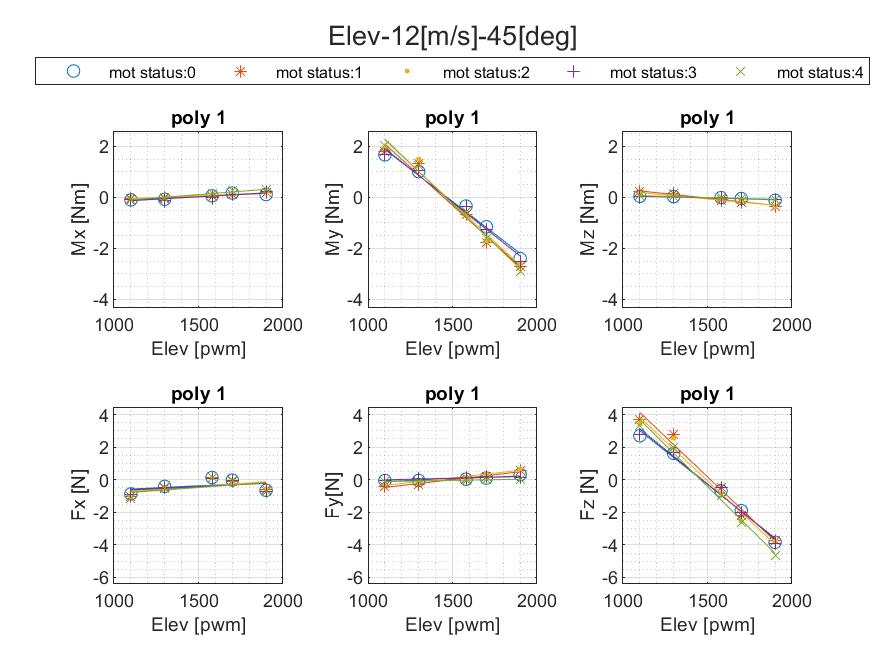 Elev-12[m/s]-45[deg]
mot status:0 mot status:1 mot status:2 mot status:3 mot status:4
poly 1 poly 1 poly 1
2 2 2
0 0 0
-2 -2 -2
-4 -4 -4
Mx [Nm] My [Nm] Mz [Nm]
1000 1500 2000 1000 1500 2000 1000 1500 2000
Elev [pwm] Elev [pwm] Elev [pwm]
poly 1 poly 1 poly 1
4 4 4
2 2 2
0 0 0
-2 -2 -2
-4 -4 -4
-6 -6 -6
Fx [N] Fy[N] Fz [N]
1000 1500 2000 1000 1500 2000 1000 1500 2000
Elev [pwm] Elev [pwm] Elev [pwm]